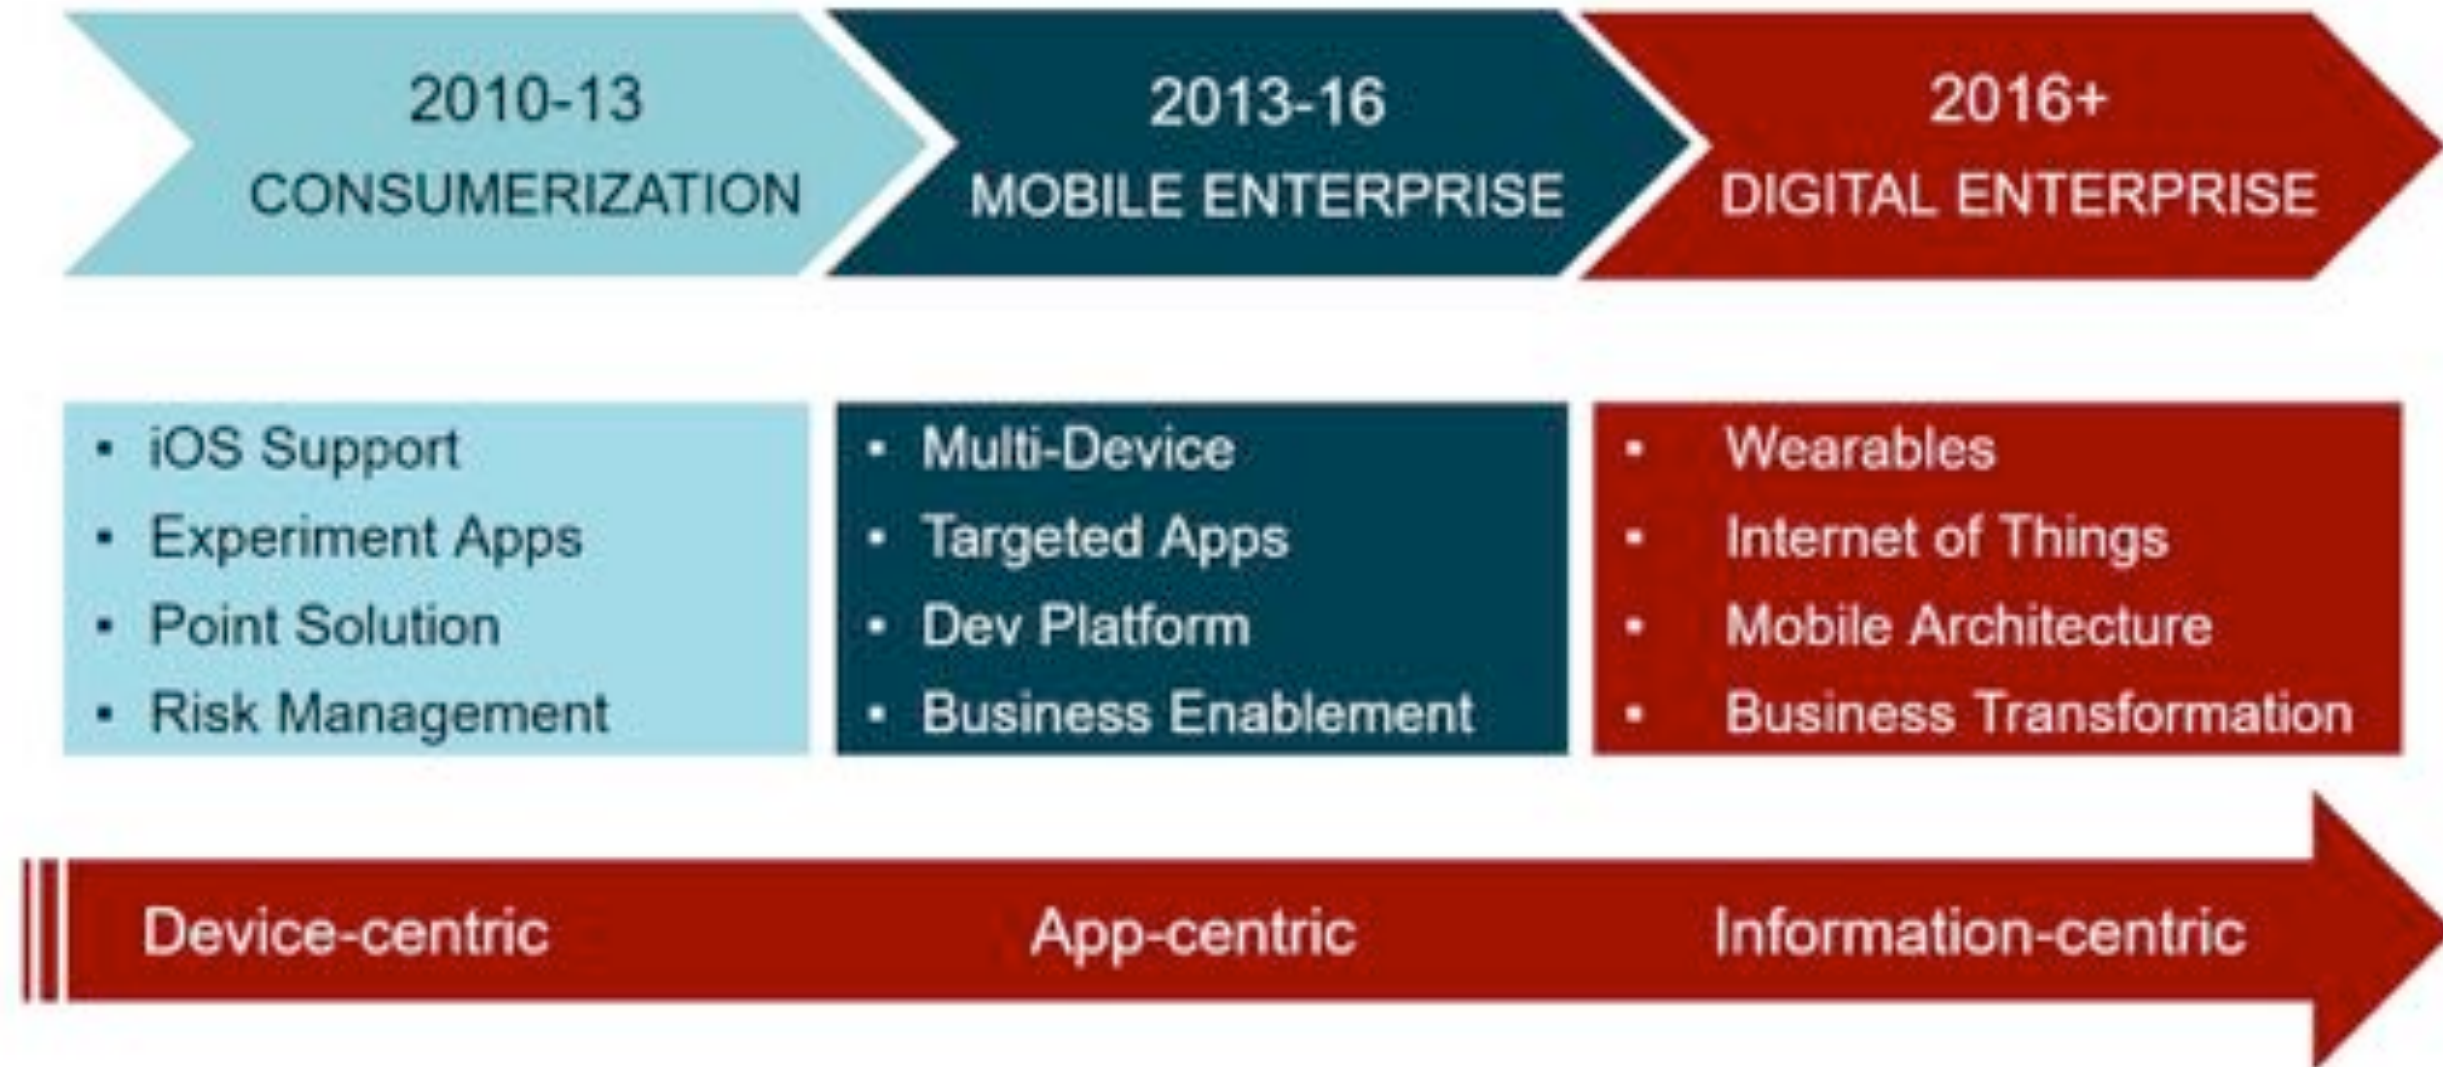 2010-13
CONSUMERIZATION
2013-16
MOBILE ENTERPRISE
2016+
DIGITAL ENTERPRISE
▪ iOS Support
▪ Experiment Apps
▪ Point Solution
▪ Risk Management
▪ Multi-Device
▪ Targeted Apps
▪ Dev Platform
▪ Business Enablement
▪ Wearables
▪ Internet of Things
▪ Mobile Architecture
▪ Business Transformation
Device-centric
App-centric
Information-centric